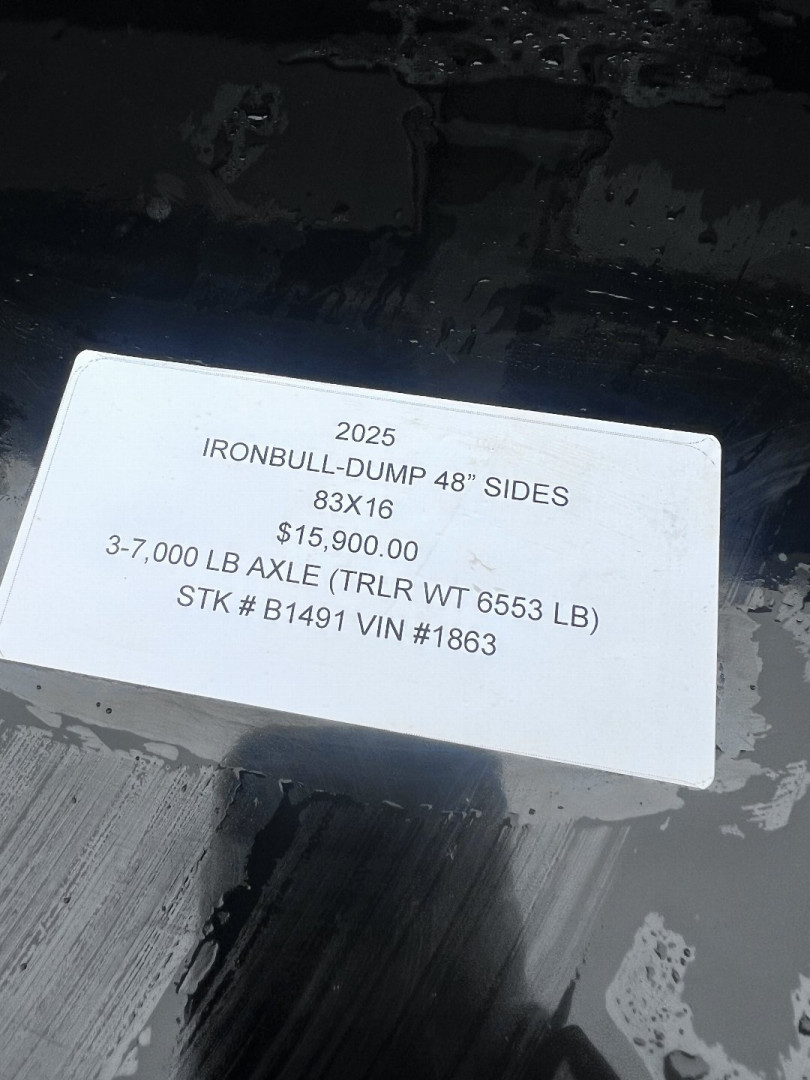 2025
IRONBULL-DUMP 48” SIDES
83X16
$15,900.00
3-7,000 LB AXLE (TRLR WT 6553 LB)
STK # B1491 VIN #1863